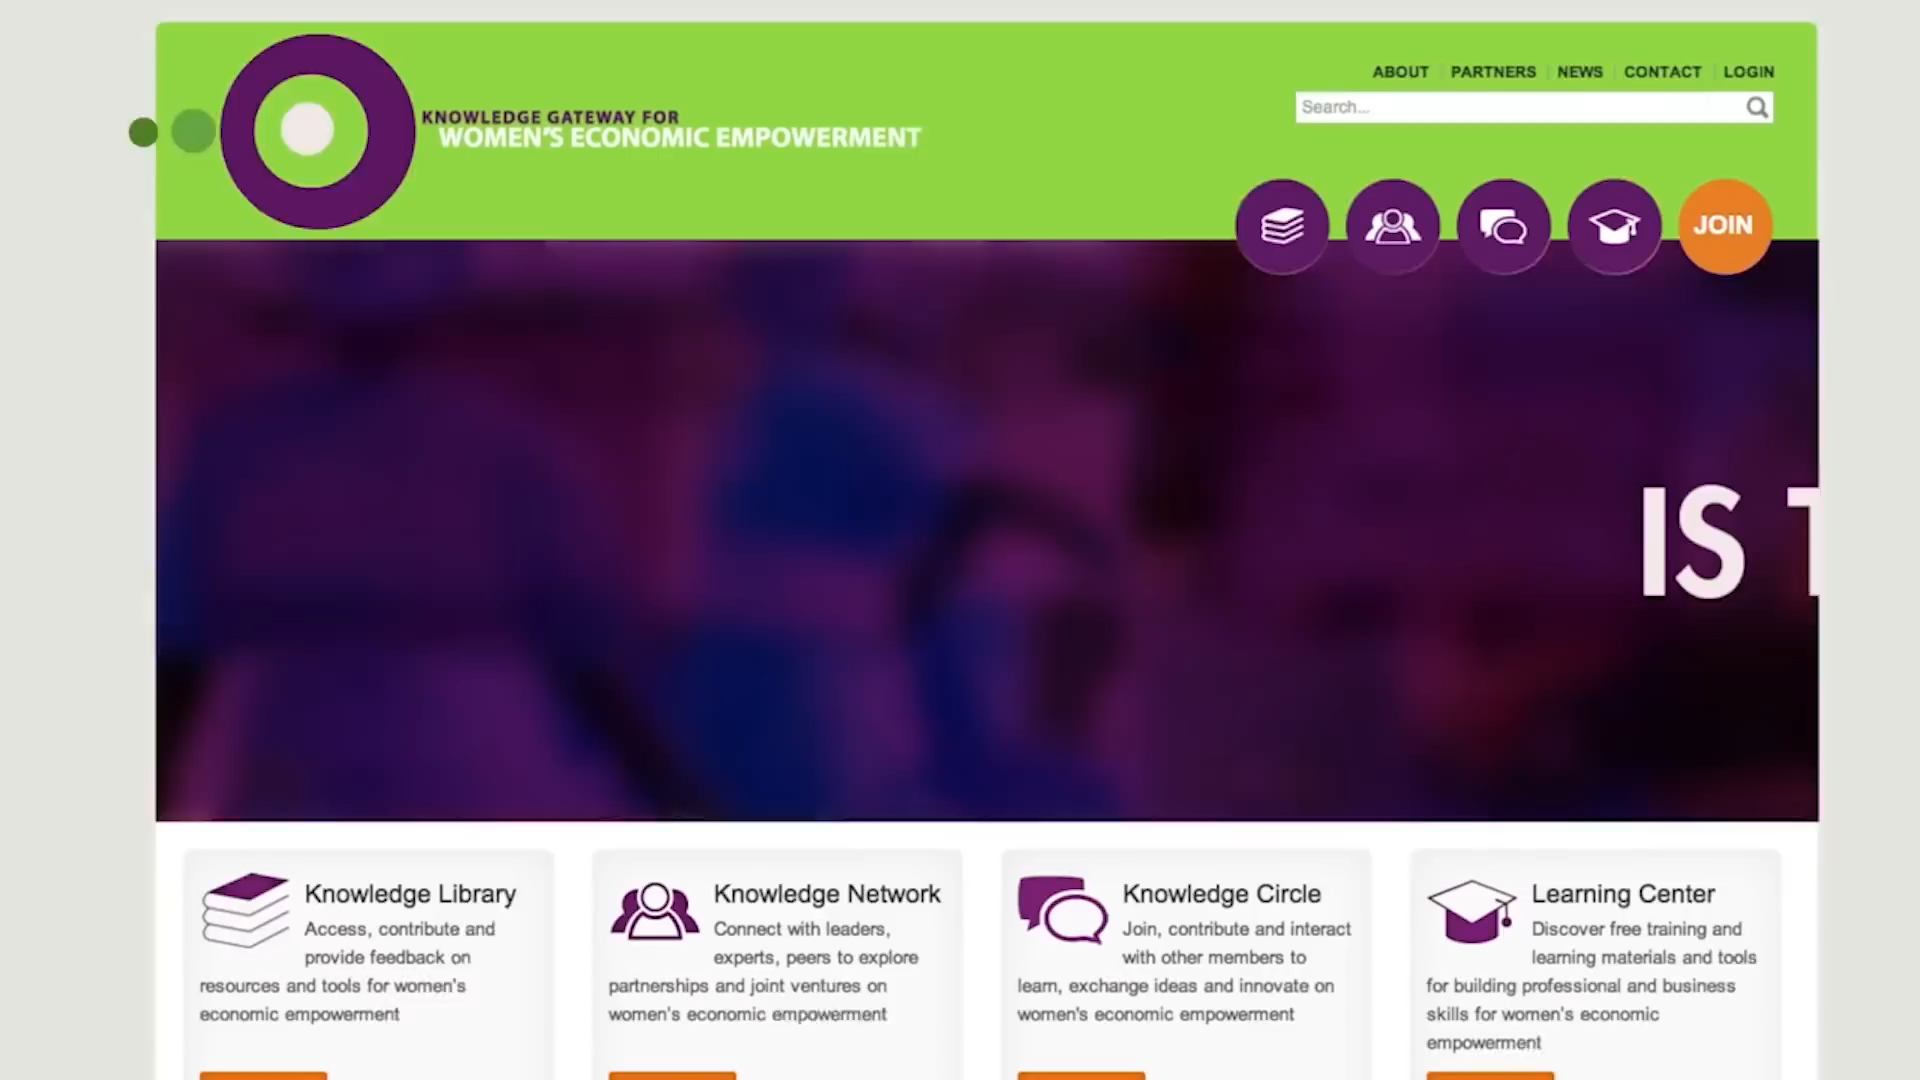 ABOUT PARTNERS NEWS CONTACT LOGIN
Search...
KNOWLEDGE GATEWAY FOR
WOMEN'S ECONOMIC EMPOWERMENT
JOIN
IS
Knowledge Library
Access, contribute and
provide feedback on
resources and tools for women's
economic empowerment
Knowledge Network
Connect with leaders,
experts, peers to explore
partnerships and joint ventures on
women's economic empowerment
Knowledge Circle
Join, contribute and interact
with other members to
learn, exchange ideas and innovate on
women's economic empowerment
Learning Center
Discover free training and
learning materials and tools
for building professional and business
skills for women's economic
empowerment